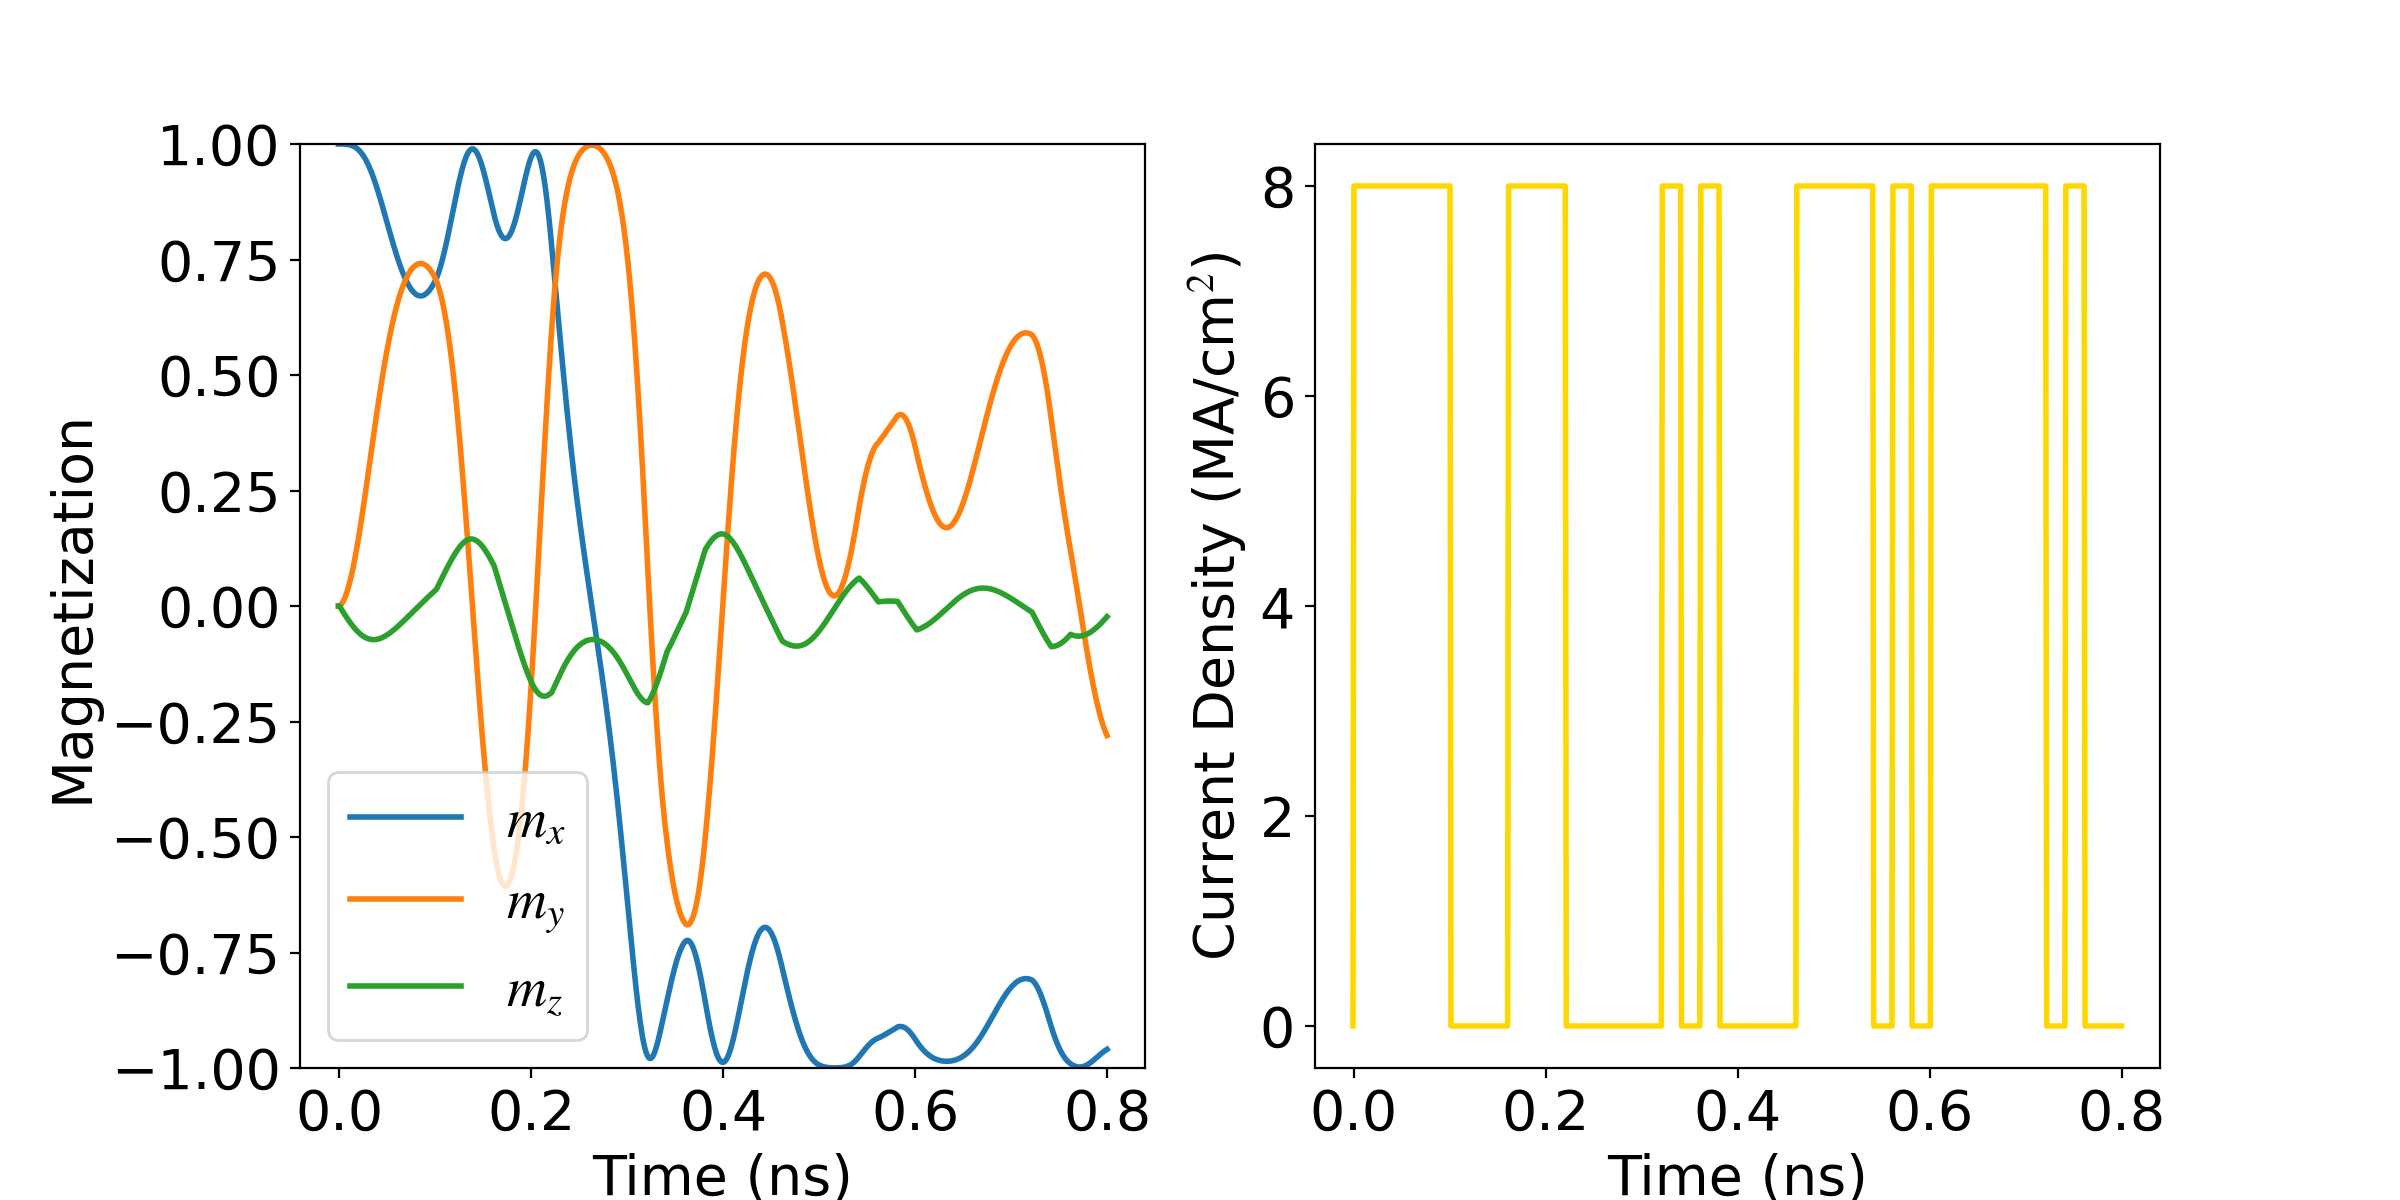 1.00
0.75
0.50
0.25
0.00
−0.25
−0.50
−0.75
−1.00
Magnetization
m_x
m_y
m_z
0.0 0.2 0.4 0.6 0.8
Time (ns)
8
6
4
2
0
Current Density (MA/cm²)
0.0 0.2 0.4 0.6 0.8
Time (ns)